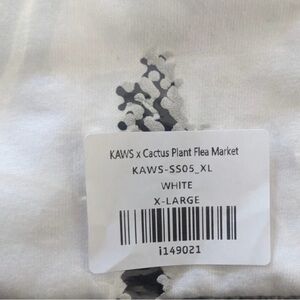 KAWS x Cactus Plant Flea Market
KAWS-SS05_XL
WHITE
X-LARGE
i149021